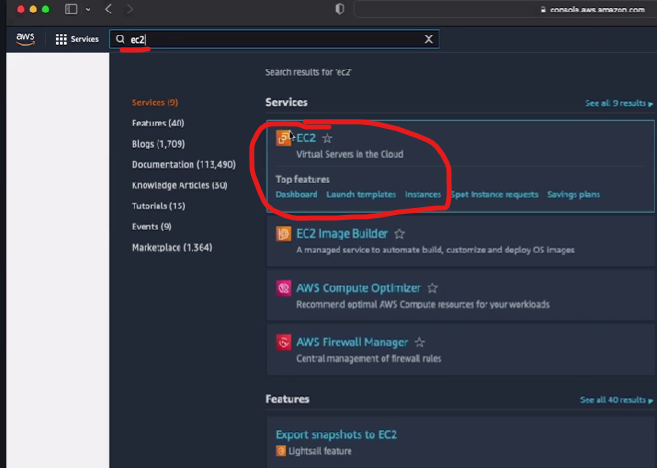 console.aws.amazon.com
aws
Services
ec2
X
Search results for 'ec2'
Services (9)
Features (40)
Blogs (1,709)
Documentation (113,490)
Knowledge Articles (30)
Tutorials (15)
Events (9)
Marketplace (1,364)
Services
See all 9 results ▶
EC2
Virtual Servers in the Cloud
Top features
Dashboard Launch templates Instances Spot Instance requests Savings plans
EC2 Image Builder
A managed service to automate build, customize and deploy OS images
AWS Compute Optimizer
Recommend optimal AWS Compute resources for your workloads
AWS Firewall Manager
Central management of firewall rules
Features
See all 40 results ▶
Export snapshots to EC2
Lightsail feature